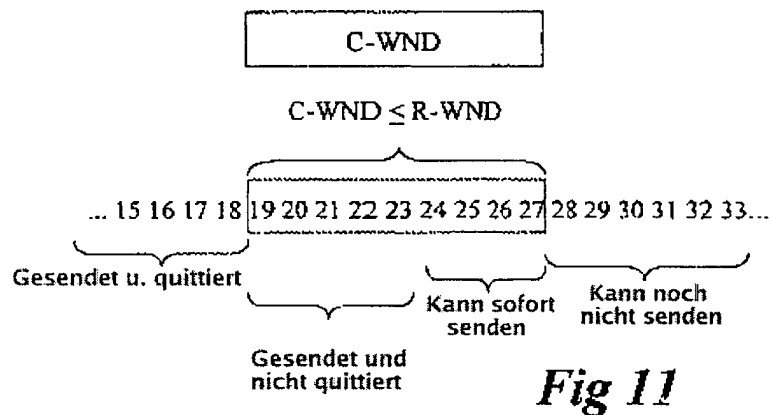 C-WND
C-WND ≤ R-WND
... 15 16 17 18 19 20 21 22 23 24 25 26 27 28 29 30 31 32 33...
Gesendet u. quittiert
Gesendet und
nicht quittiert
Kann sofort
senden
Kann noch
nicht senden
Fig 11